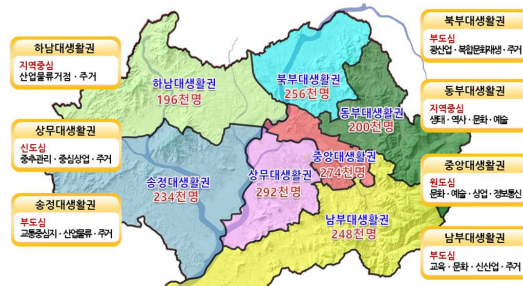 하남대생활권
지역중심
산업물류거점·주거
상무대생활권
신도심
중추관리·중심상업·주거
송정대생활권
부도심
교통중심지·산업물류·주거
하남대생활권
196천명
북부대생활권
256천명
동부대생활권
200천명
중앙대생활권
274천명
송정대생활권
234천명
상무대생활권
292천명
남부대생활권
248천명
북부대생활권
부도심
광산업·복합문화재생·주거
동부대생활권
지역중심
생태·역사·문화·예술
중앙대생활권
원도심
문화·예술·상업·정보통신
남부대생활권
부도심
교육·문화·신산업·주거